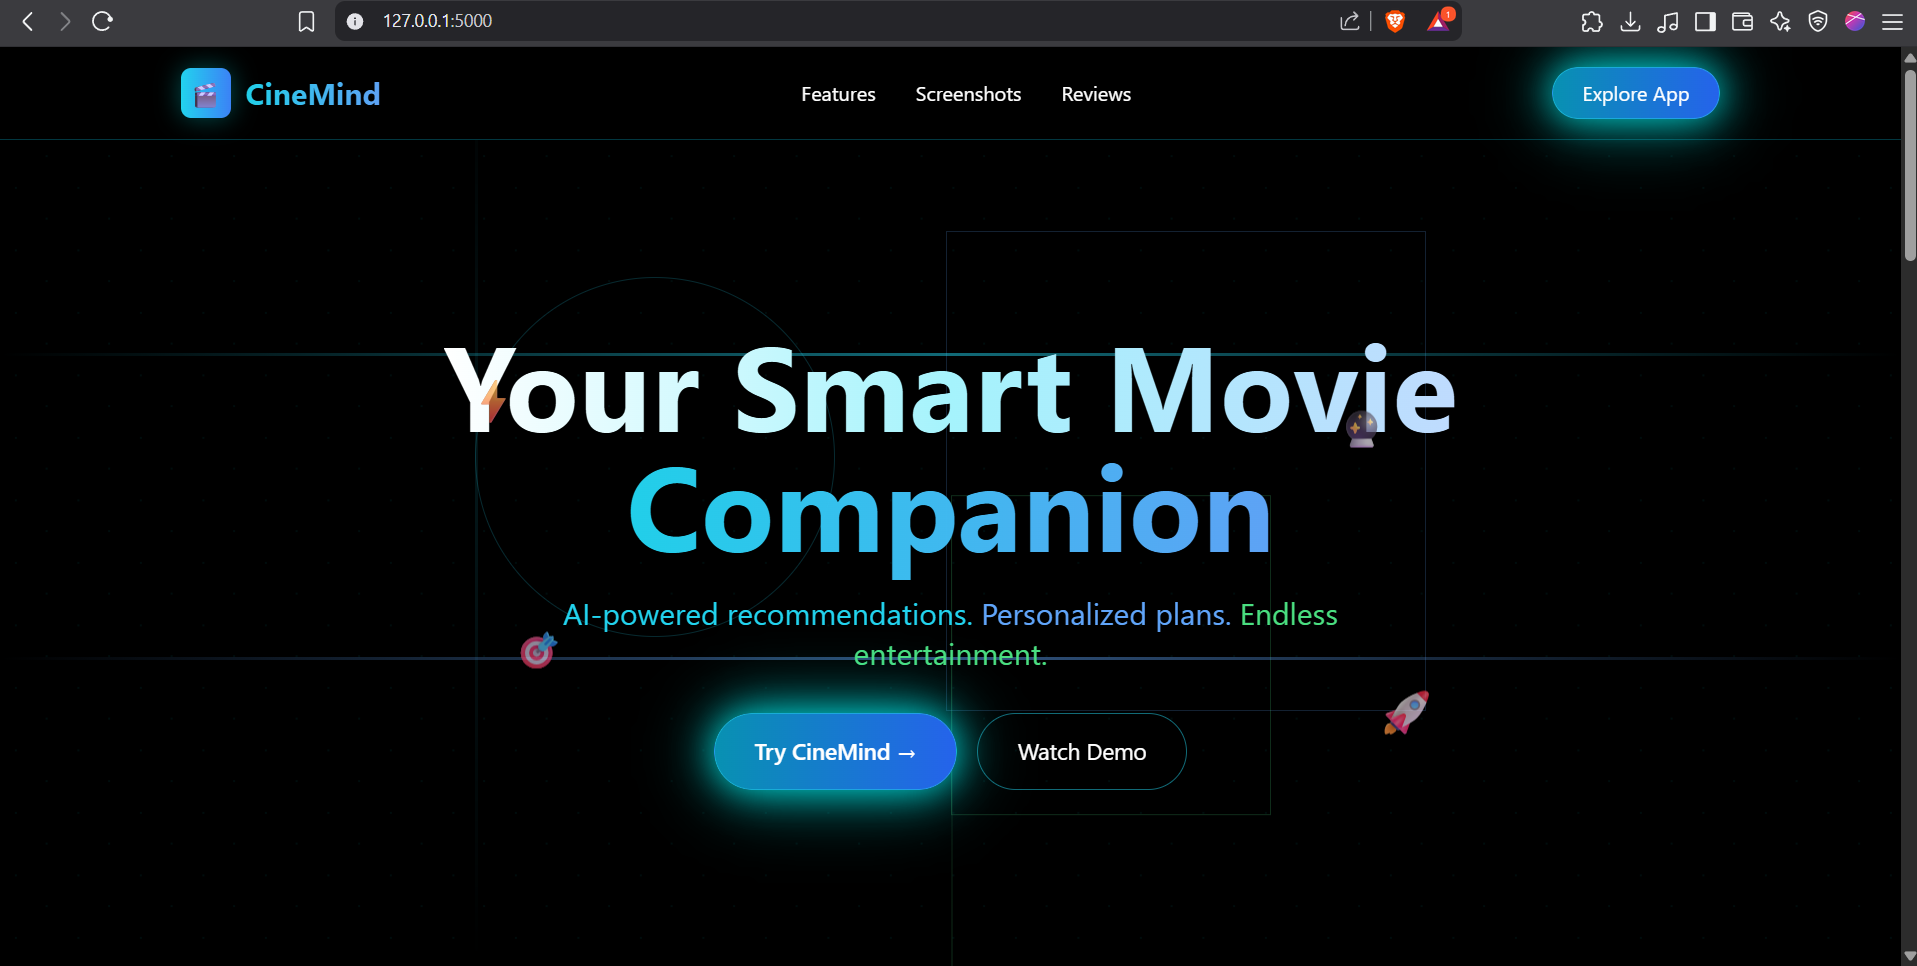 127.0.0.1:5000
1
CineMind
Features
Screenshots
Reviews
Explore App
Your Smart Movie
Companion
AI-powered recommendations. Personalized plans. Endless
entertainment.
Try CineMind →
Watch Demo